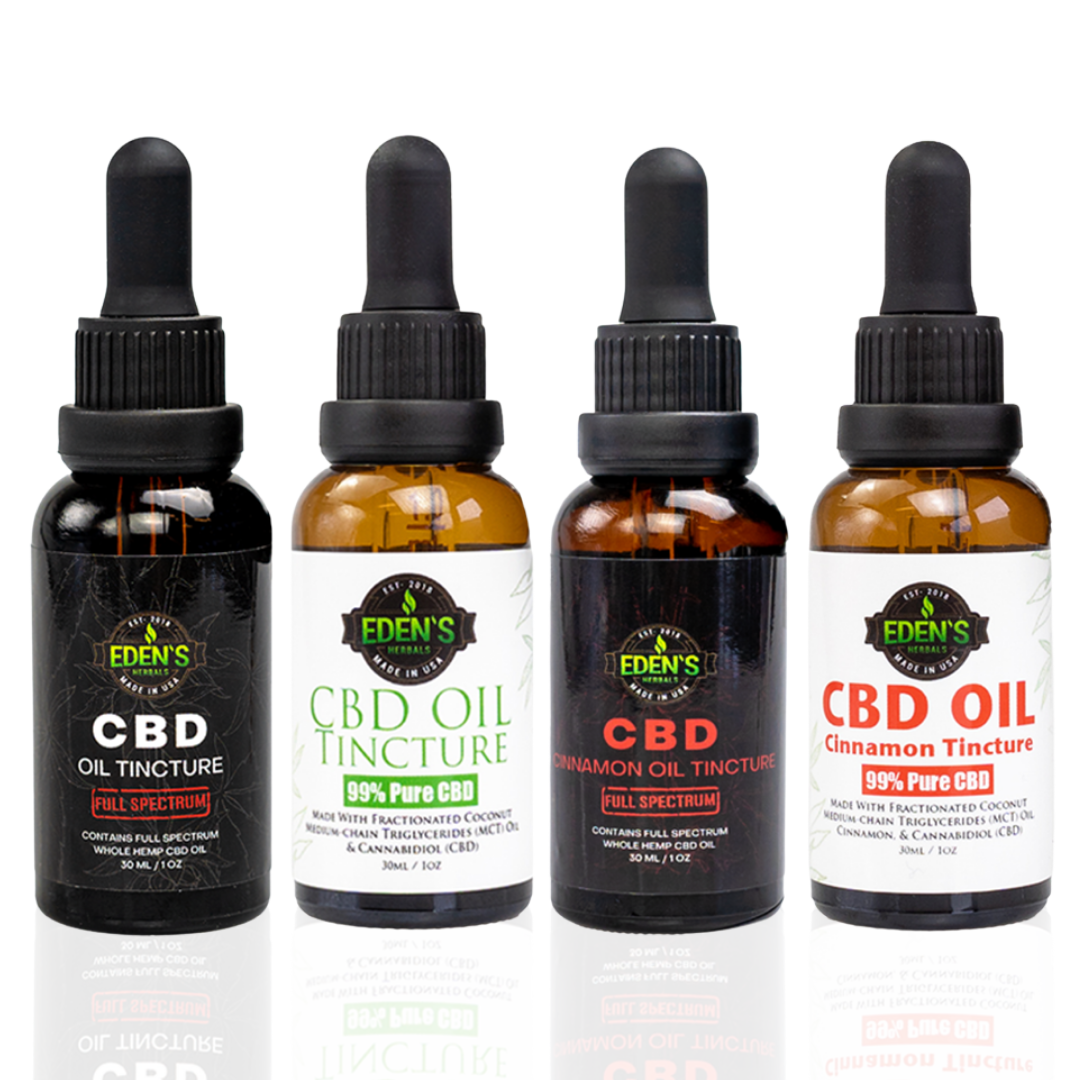 EST- 2018
EDEN`S
HERBALS
MADE IN USA
CBD
OIL TINCTURE
FULL SPECTRUM
CONTAINS FULL SPECTRUM
WHOLE HEMP CBD OIL
30 ML / 1 OZ
EST- 2018
EDEN`S
HERBALS
MADE IN USA
CBD OIL
TINCTURE
99% Pure CBD
MADE WITH FRACTIONATED COCONUT
MEDIUM-CHAIN TRIGLYCERIDES (MCT) OIL
& CANNABIDIOL (CBD)
30ML / 1OZ
EST- 2018
EDEN`S
HERBALS
MADE IN USA
CBD
CINNAMON OIL TINCTURE
FULL SPECTRUM
CONTAINS FULL SPECTRUM
WHOLE HEMP CBD OIL
30 ML / 1 OZ
EST- 2018
EDEN`S
HERBALS
MADE IN USA
CBD OIL
Cinnamon Tincture
99% Pure CBD
MADE WITH FRACTIONATED COCONUT
MEDIUM-CHAIN TRIGLYCERIDES (MCT) OIL
CINNAMON, & CANNABIDIOL (CBD)
30ML / 1OZ